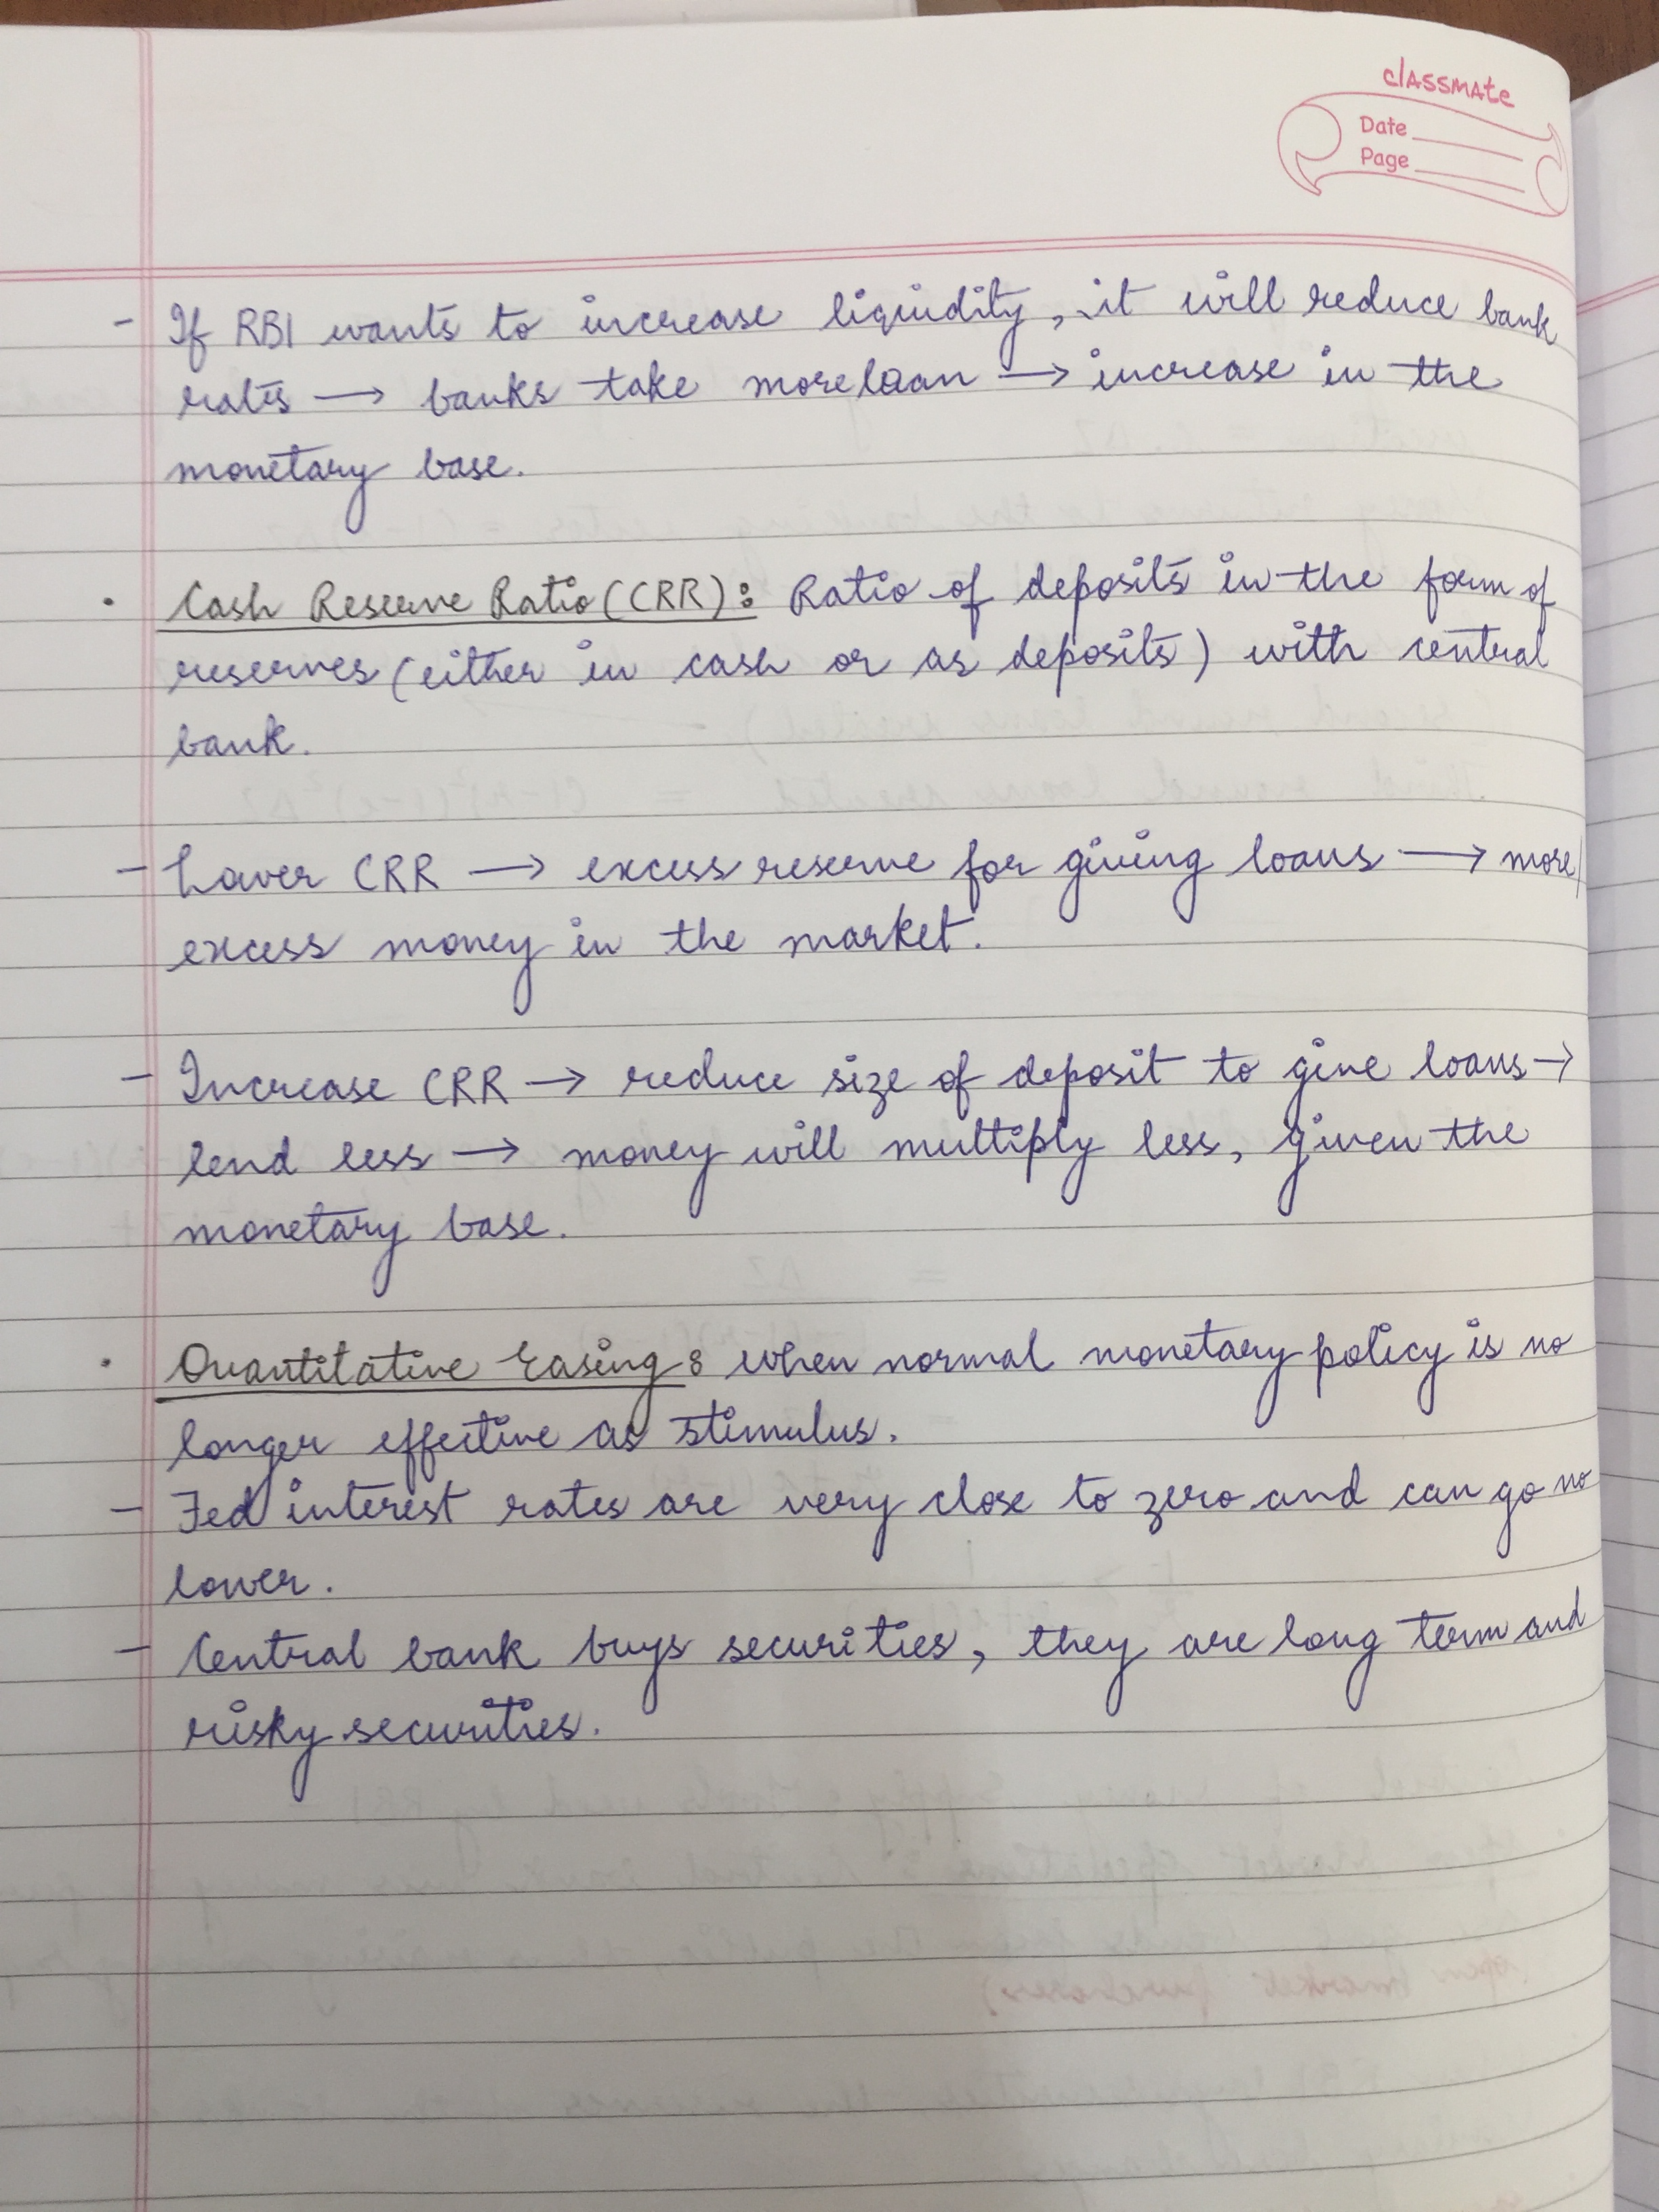 classmate
Date
Page
- If RBI wants to increase liquidity, it will reduce bank
rates → banks take more loan → increase in the
monetary base.
• Cash Reserve Ratio (CRR): Ratio of deposits in the form of
reserves (either in cash or as deposits) with central
bank.
- Lower CRR → excess reserve for giving loans → more/
excess money in the market.
- Increase CRR → reduce size of deposit to give loans →
lend less → money will multiply less, given the
monetary base.
• Quantitative Easing: when normal monetary policy is no
longer effective as stimulus.
- Fed interest rates are very close to zero and can go no
lower.
- Central bank buys securities, they are long term and
risky securities.